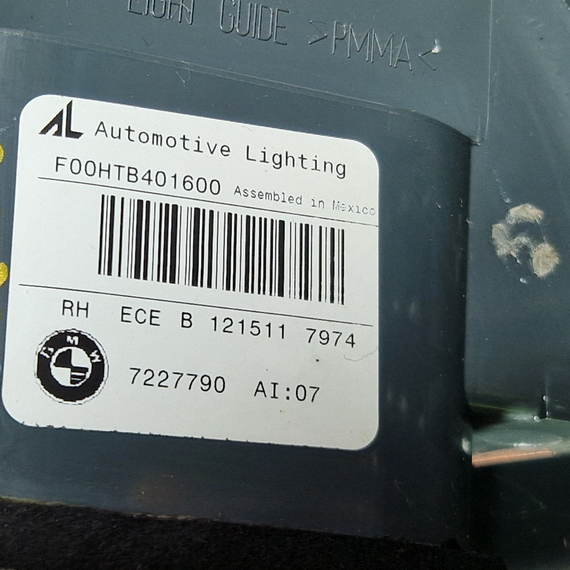 LIGHT GUIDE >PMMA<
AL Automotive Lighting
F00HTB401600 Assembled in Mexico
RH ECE B 121511 7974
BMW
7227790 AI:07